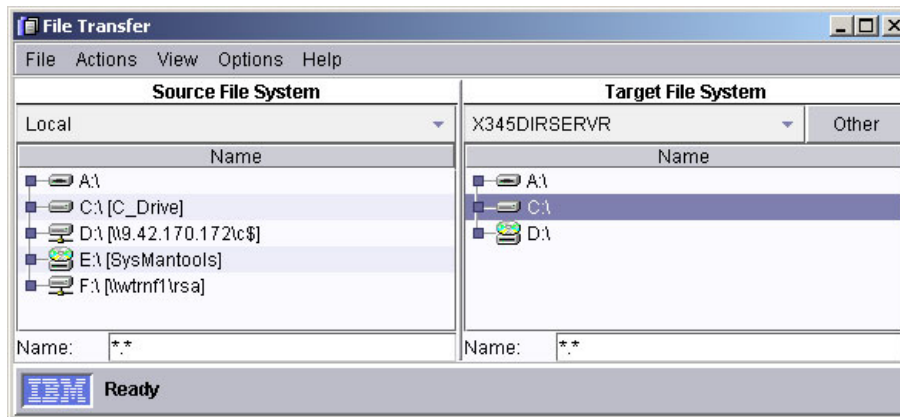 File Transfer
File Actions View Options Help
Source File System Target File System
Local X345DIRSERVR Other
Name Name
A:\ A:\
C:\ [C_Drive] C:\
D:\ [\\9.42.170.172\c$] D:\
E:\ [SysMantools]
F:\ [\\wtrnf1\rsa]
Name: *.* Name: *.*
IBM Ready